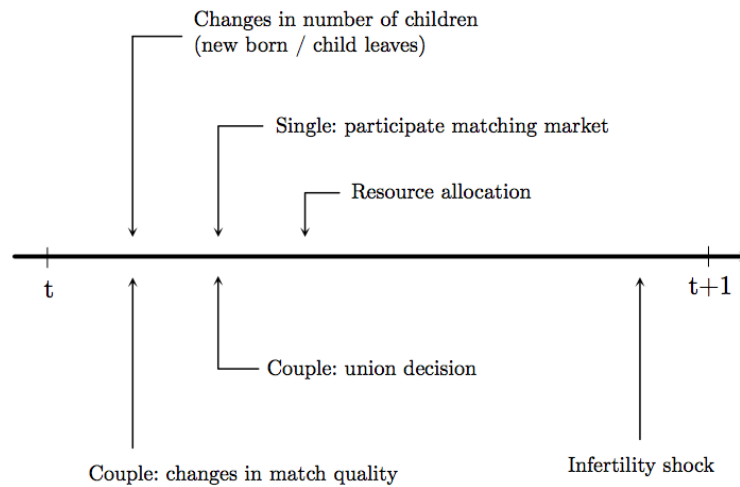 Changes in number of children
(new born / child leaves)
Single: participate matching market
Resource allocation
t
t+1
Couple: union decision
Couple: changes in match quality
Infertility shock